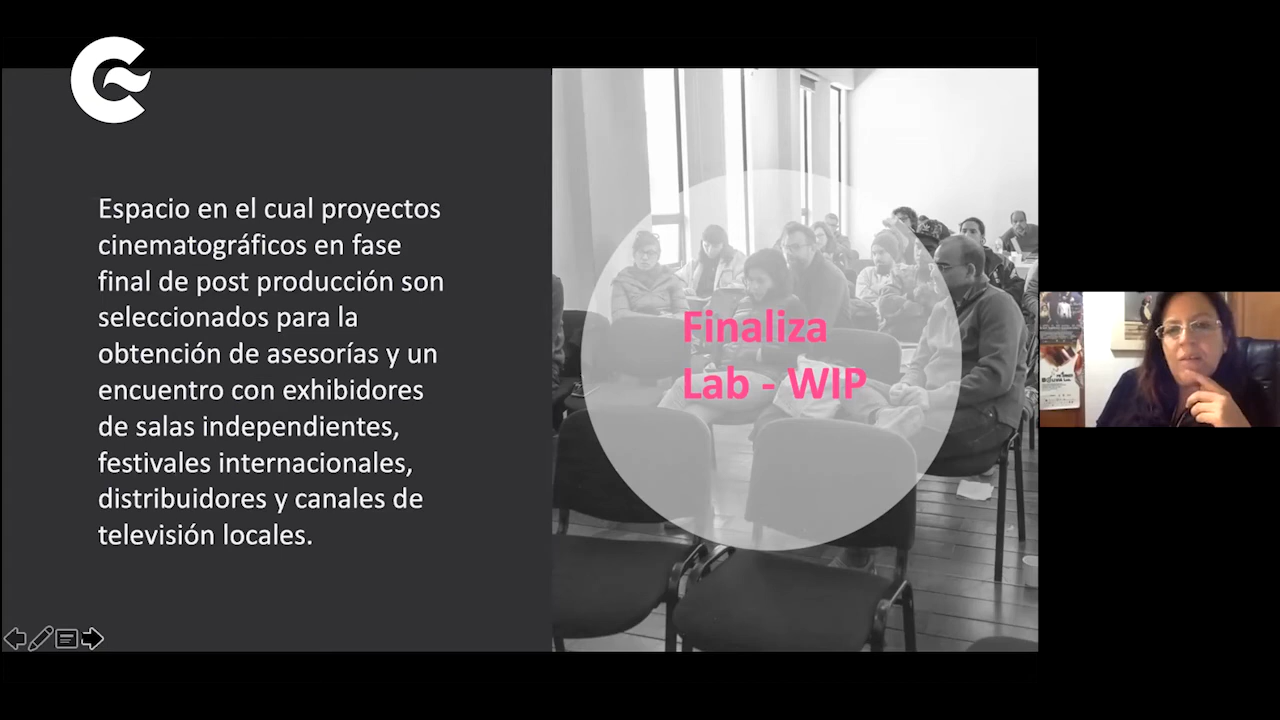 Espacio en el cual proyectos
cinematográficos en fase
final de post producción son
seleccionados para la
obtención de asesorías y un
encuentro con exhibidores
de salas independientes,
festivales internacionales,
distribuidores y canales de
televisión locales.
Finaliza
Lab - WIP